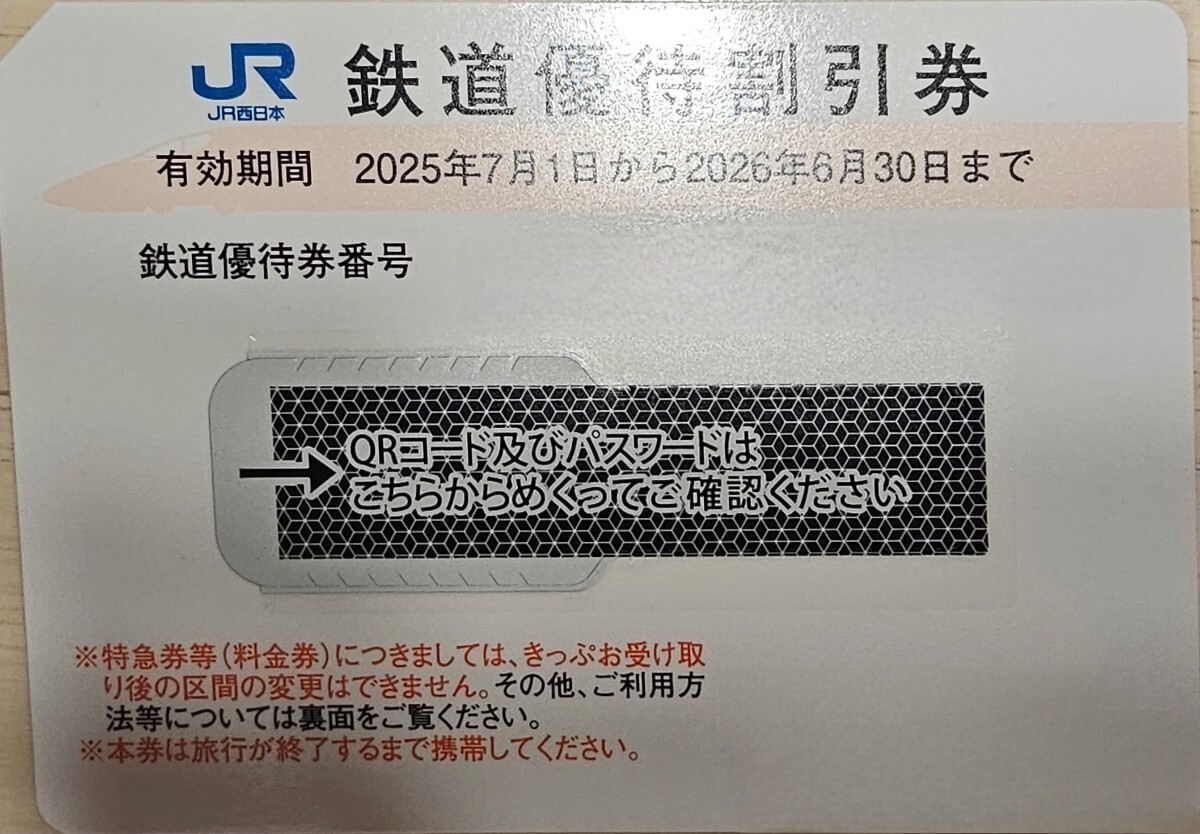 JR
JR西日本
鉄道優待割引券
有効期間 2025年7月1日から2026年6月30日まで
鉄道優待券番号
QRコード及びパスワードは
こちらからめくってご確認ください
※特急券等(料金券)につきましては、きっぷお受け取
り後の区間の変更はできません。その他、ご利用方
法等については裏面をご覧ください。
※本券は旅行が終了するまで携帯してください。